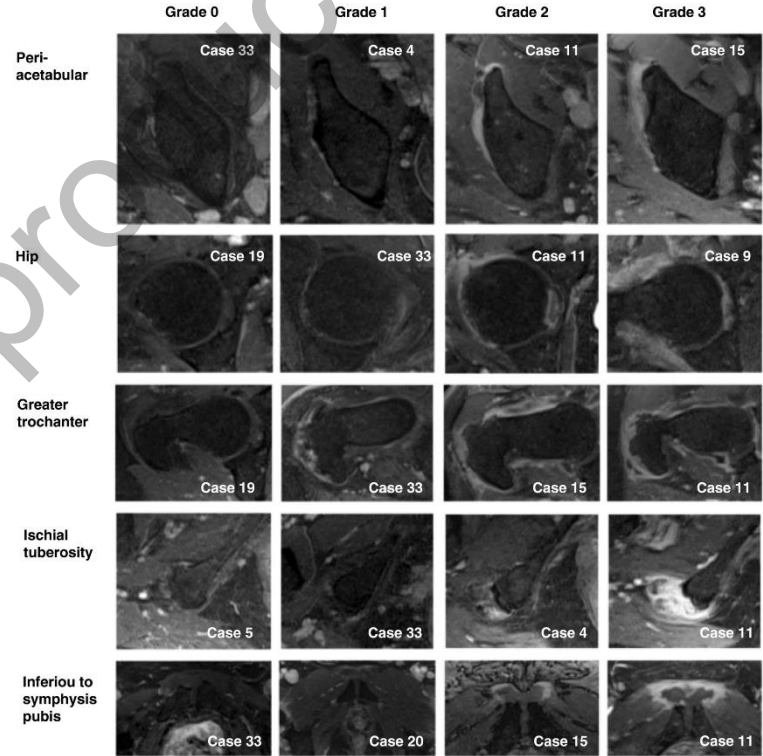 Grade 0 Grade 1 Grade 2 Grade 3
Peri-
acetabular
Case 33 Case 4 Case 11 Case 15
Hip
Case 19 Case 33 Case 11 Case 9
Greater
trochanter
Case 19 Case 33 Case 15 Case 11
Ischial
tuberosity
Case 5 Case 33 Case 4 Case 11
Inferiou to
symphysis
pubis
Case 33 Case 20 Case 15 Case 11